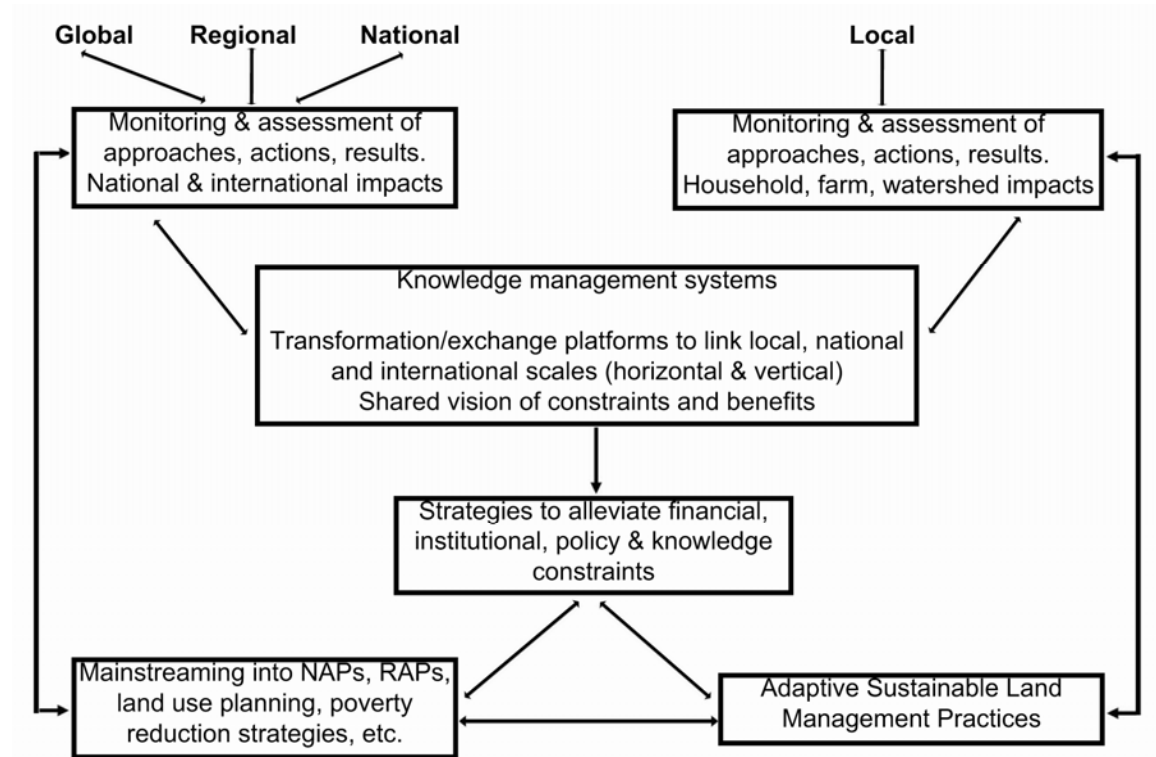 Global
Regional
National
Local
Monitoring & assessment of
approaches, actions, results.
National & international impacts
Monitoring & assessment of
approaches, actions, results.
Household, farm, watershed impacts
Knowledge management systems
Transformation/exchange platforms to link local, national
and international scales (horizontal & vertical)
Shared vision of constraints and benefits
Strategies to alleviate financial,
institutional, policy & knowledge
constraints
Mainstreaming into NAPs, RAPs,
land use planning, poverty
reduction strategies, etc.
Adaptive Sustainable Land
Management Practices